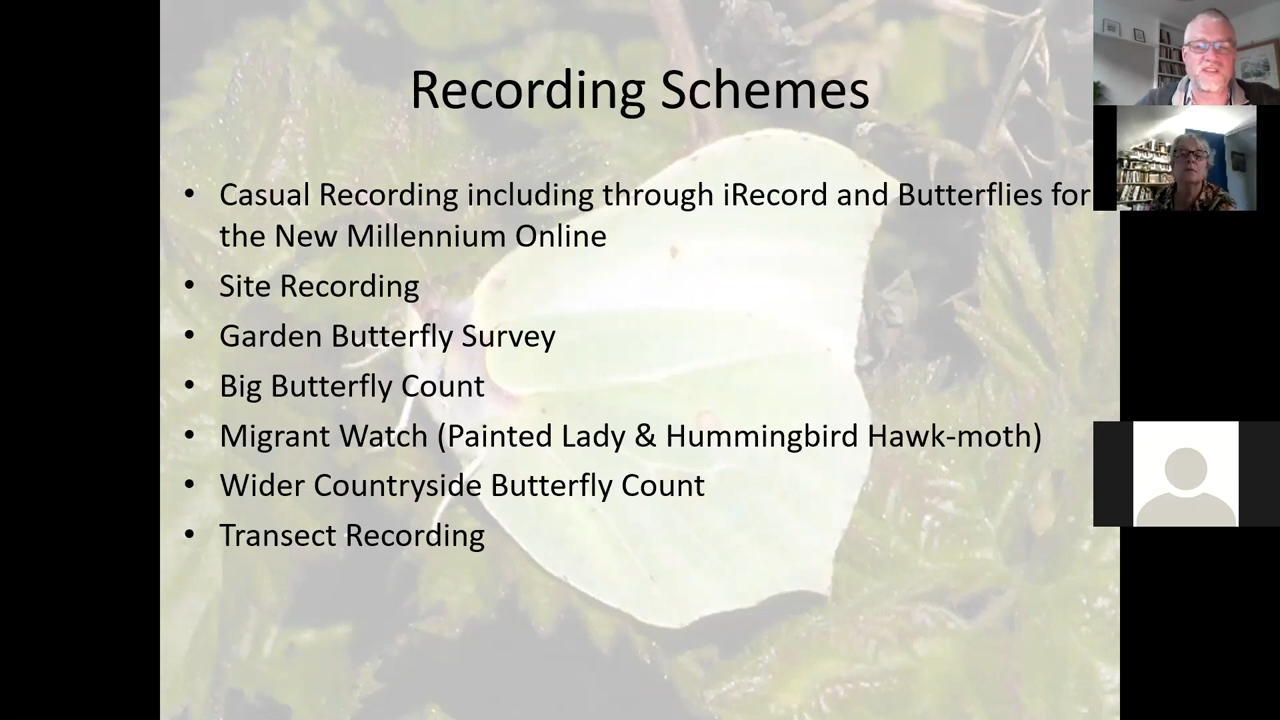 Recording Schemes
• Casual Recording including through iRecord and Butterflies for
the New Millennium Online
• Site Recording
• Garden Butterfly Survey
• Big Butterfly Count
• Migrant Watch (Painted Lady & Hummingbird Hawk-moth)
• Wider Countryside Butterfly Count
• Transect Recording